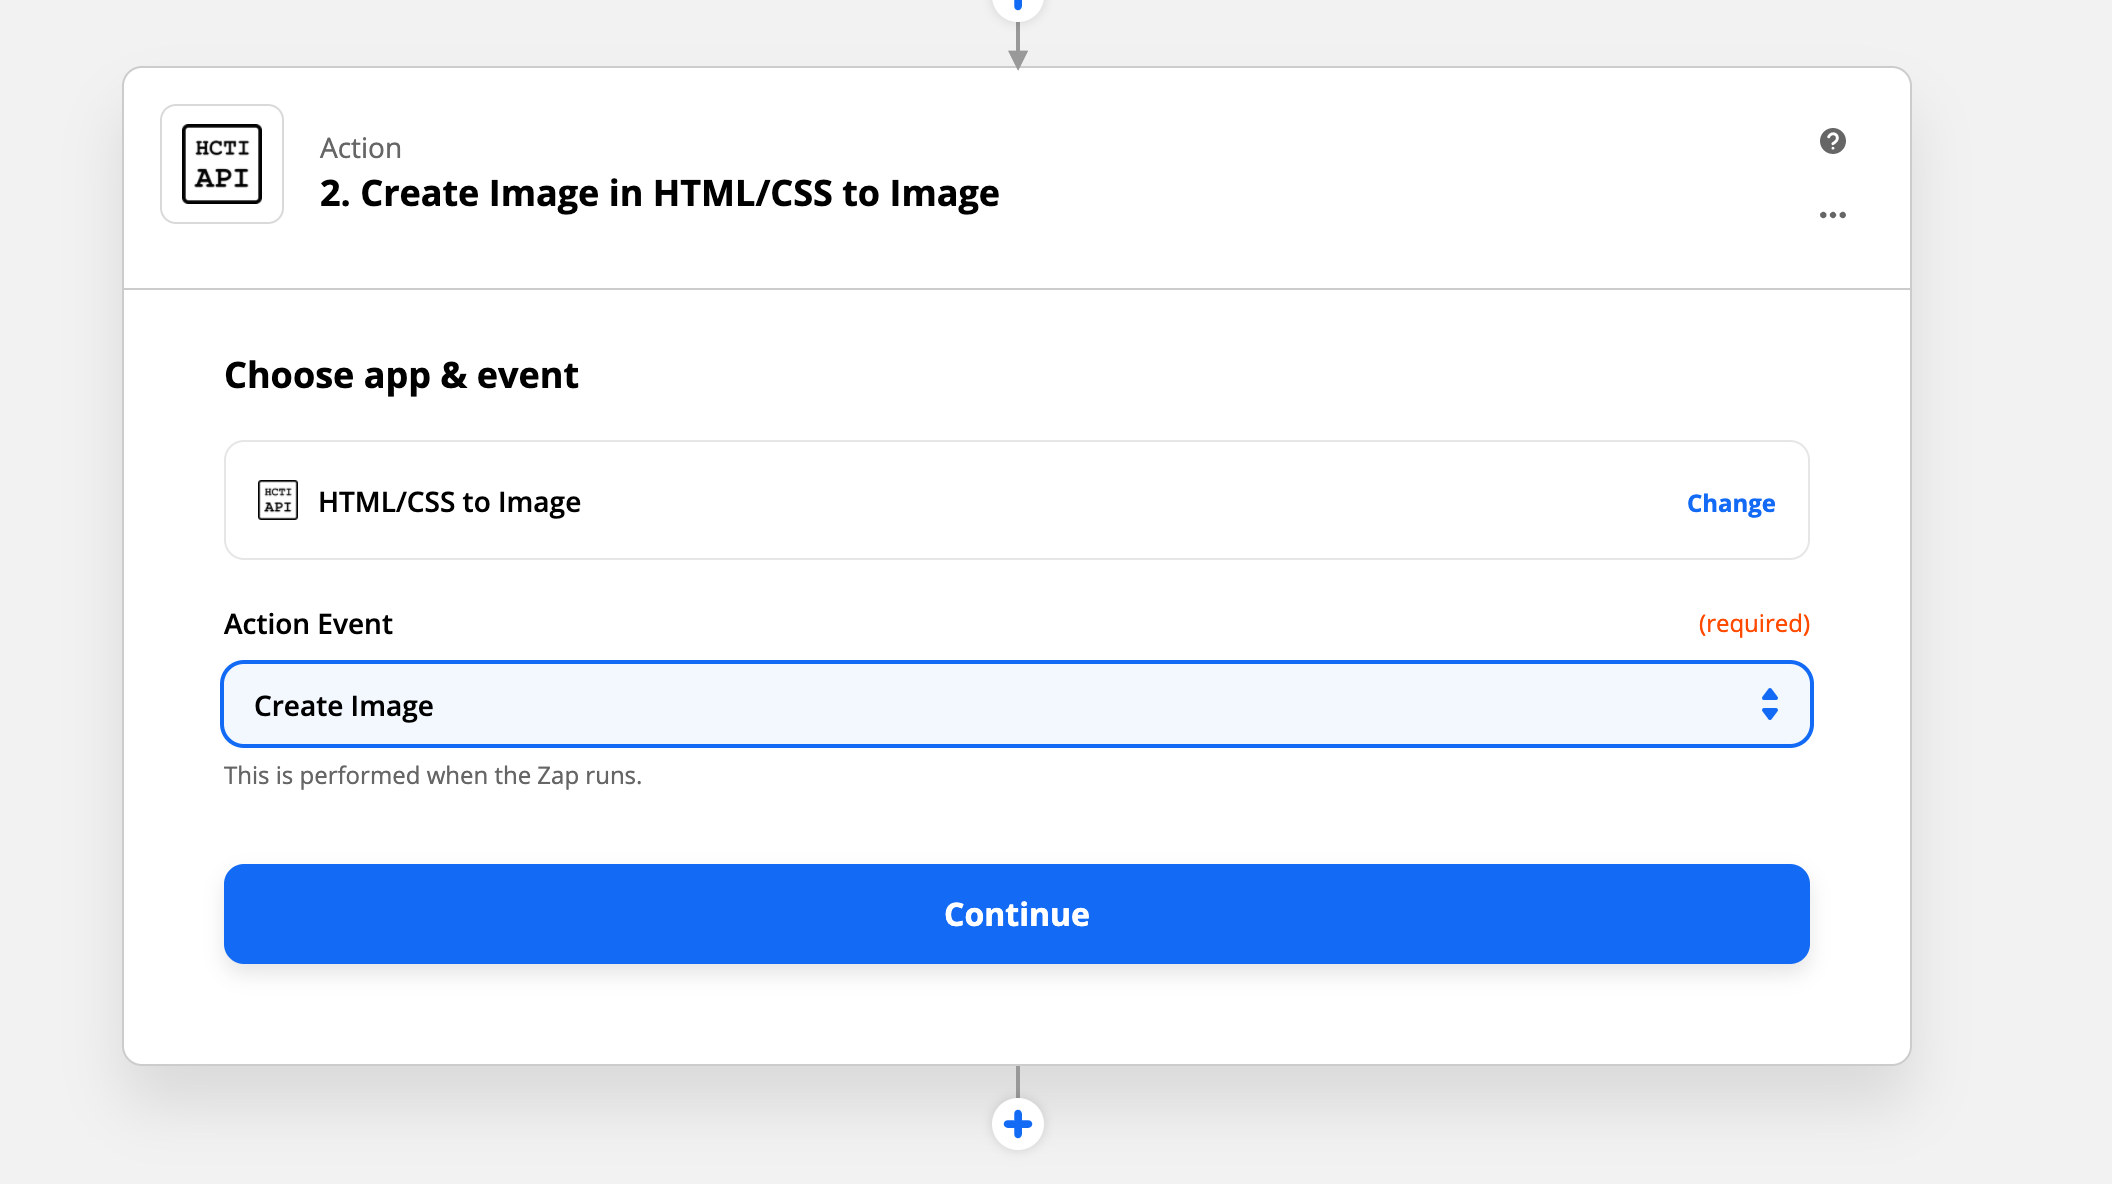 HCTI
API
Action
2. Create Image in HTML/CSS to Image
Choose app & event
HCTI
API
HTML/CSS to Image
Change
Action Event
(required)
Create Image
This is performed when the Zap runs.
Continue